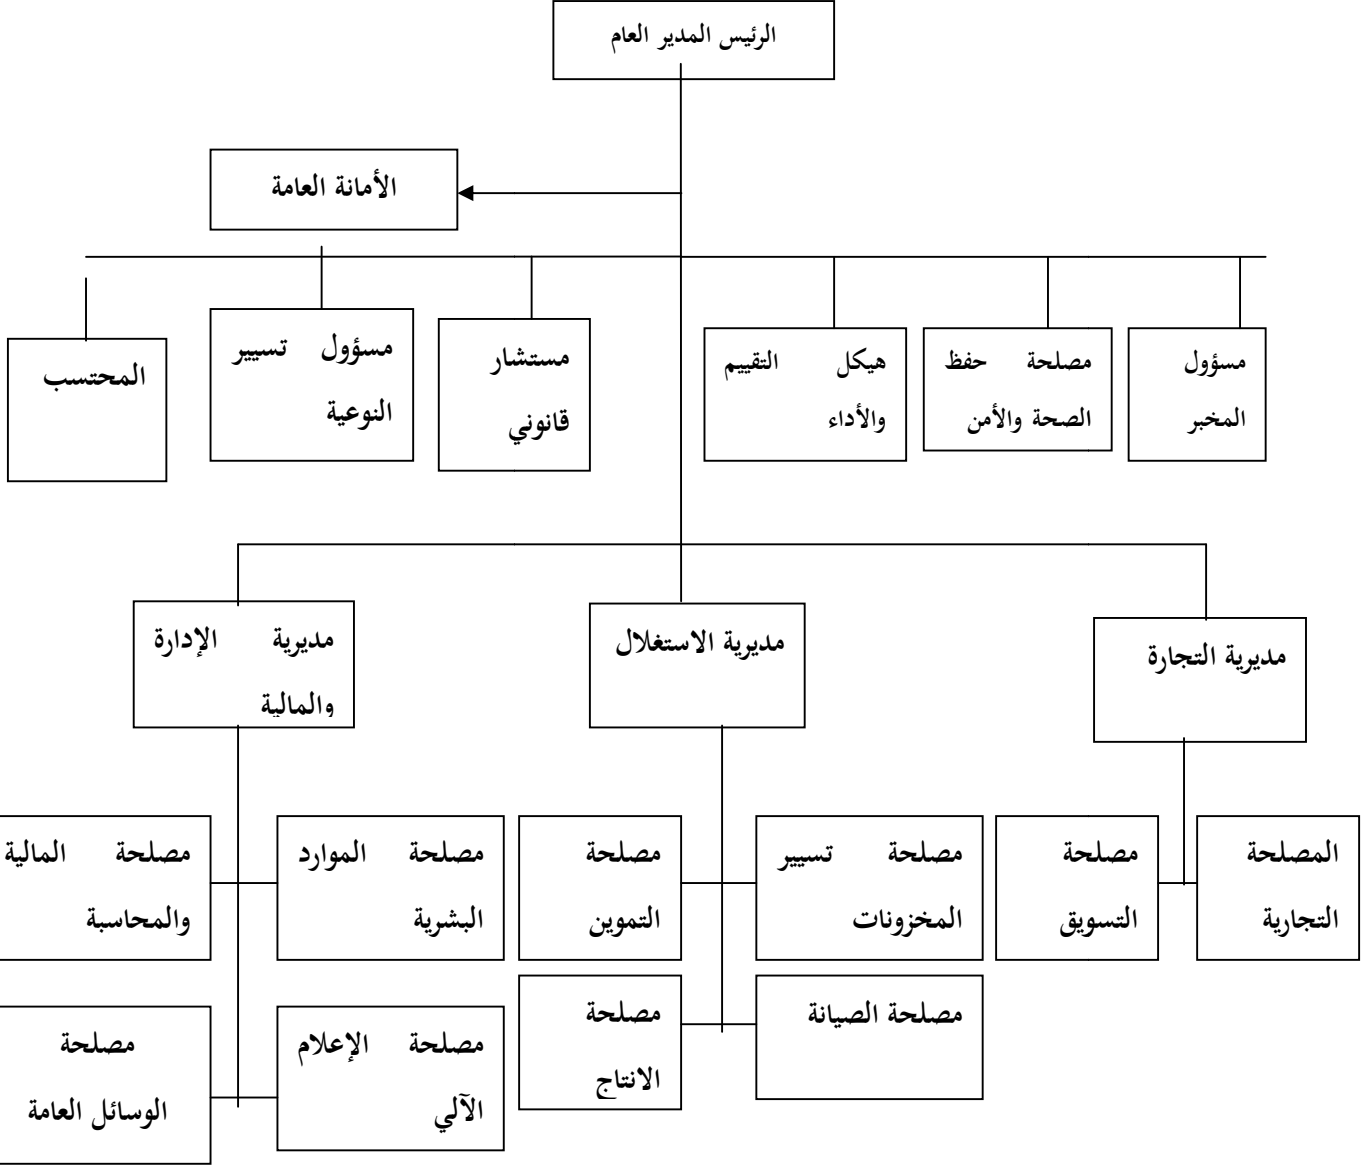 الرئيس المدير العام
الأمانة العامة
مسؤول
المخبر
مصلحة حفظ
الصحة والأمن
هيكل التقييم
والأداء
مستشار
قانوني
مسؤول تسيير
النوعية
المحتسب
مديرية التجارة
مديرية الاستغلال
مديرية الإدارة
والمالية
المصلحة
التجارية
مصلحة
التسويق
مصلحة تسيير
المخزونات
مصلحة
التموين
مصلحة الموارد
البشرية
مصلحة المالية
والمحاسبة
مصلحة الصيانة
مصلحة
الانتاج
مصلحة الإعلام
الآلي
مصلحة
الوسائل العامة